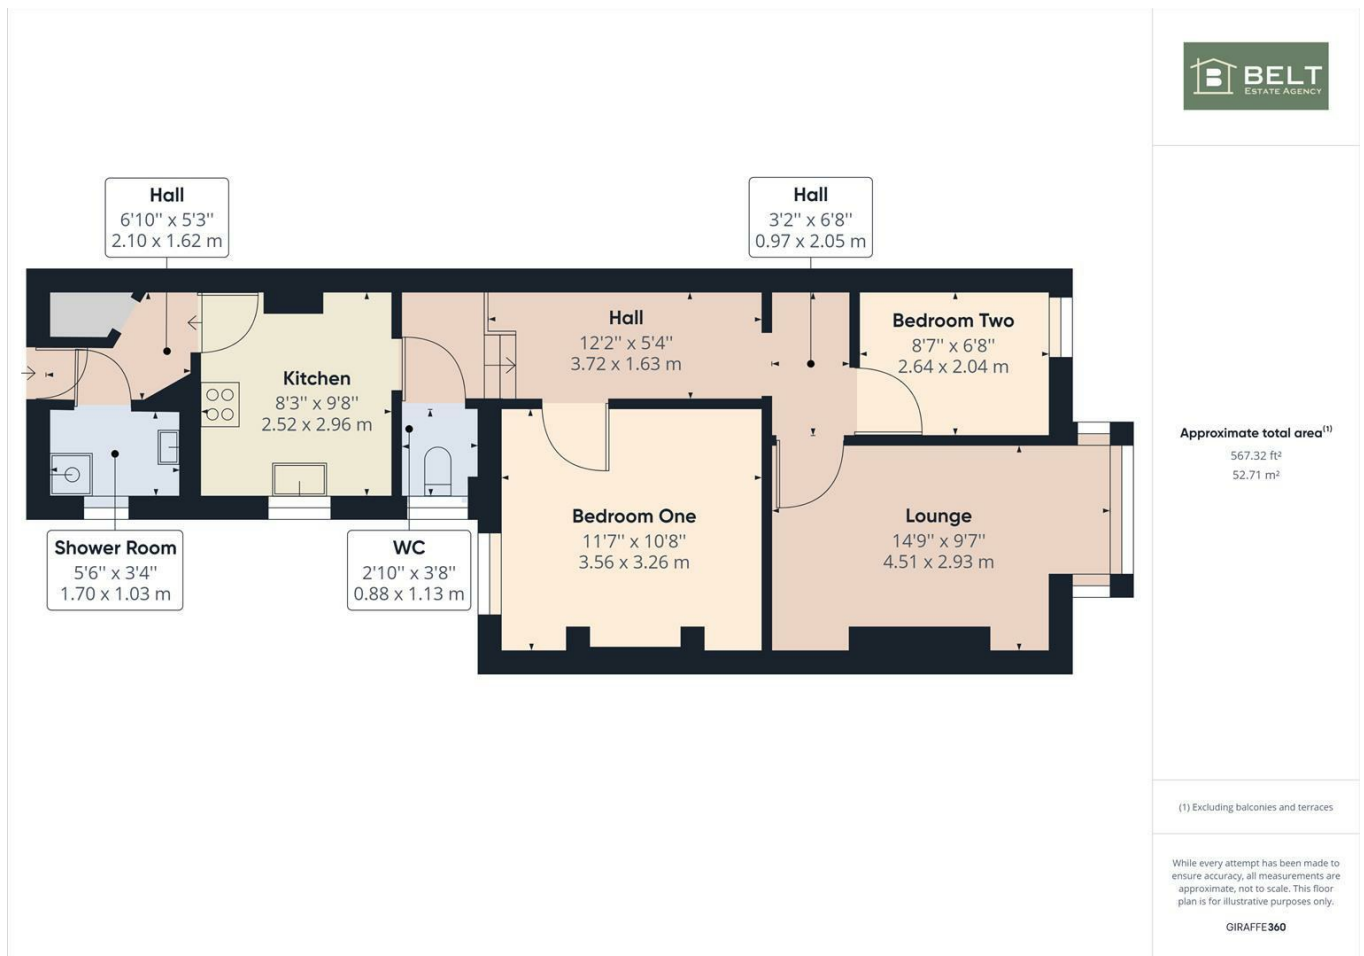 BELT
ESTATE AGENCY
Hall
6'10" x 5'3"
2.10 x 1.62 m
Hall
3'2" x 6'8"
0.97 x 2.05 m
Hall
12'2" x 5'4"
3.72 x 1.63 m
Bedroom Two
8'7" x 6'8"
2.64 x 2.04 m
Kitchen
8'3" x 9'8"
2.52 x 2.96 m
Bedroom One
11'7" x 10'8"
3.56 x 3.26 m
Lounge
14'9" x 9'7"
4.51 x 2.93 m
Shower Room
5'6" x 3'4"
1.70 x 1.03 m
WC
2'10" x 3'8"
0.88 x 1.13 m
Approximate total area(1)
567.32 ft²
52.71 m²
(1) Excluding balconies and terraces
While every attempt has been made to
ensure accuracy, all measurements are
approximate, not to scale. This floor
plan is for illustrative purposes only.
GIRAFFE360